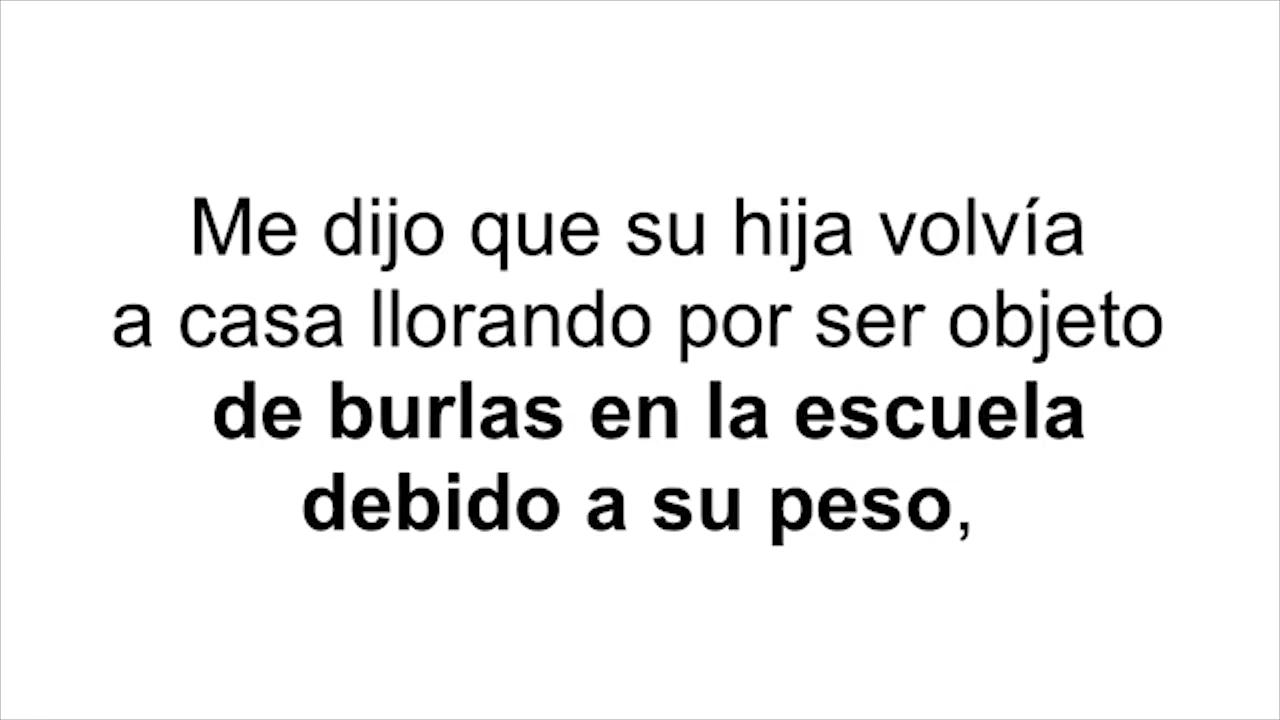 Me dijo que su hija volvía
a casa llorando por ser objeto
de burlas en la escuela
debido a su peso,